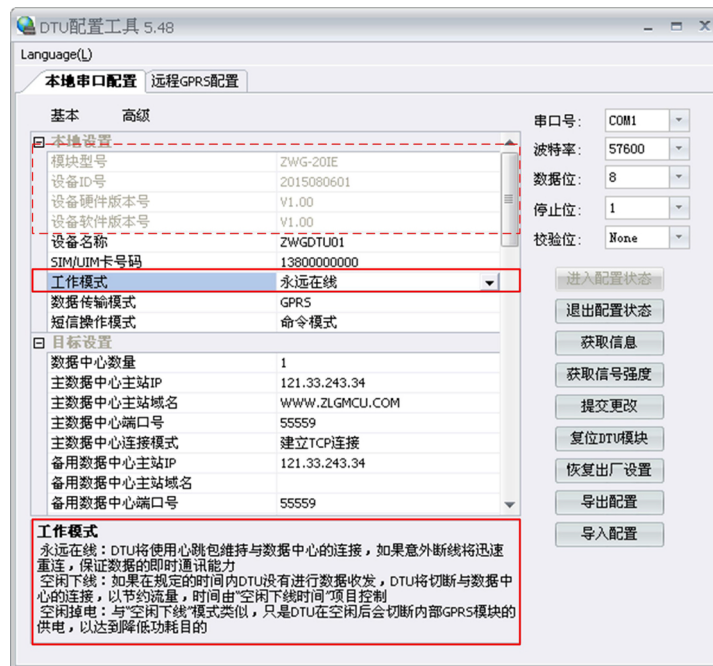 DTU配置工具 5.48
Language(L)
本地串口配置 远程GPRS配置
基本 高级
本地设置
模块型号 ZWG-20IE
设备ID号 2015080601
设备硬件版本号 V1.00
设备软件版本号 V1.00
设备名称 ZWGDTU01
SIM/UIM卡号码 13800000000
工作模式 永远在线
数据传输模式 GPRS
短信操作模式 命令模式
目标设置
数据中心数量 1
主数据中心主站IP 121.33.243.34
主数据中心主站域名 WWW.ZLGMCU.COM
主数据中心端口号 55559
主数据中心连接模式 建立TCP连接
备用数据中心主站IP 121.33.243.34
备用数据中心主站域名
备用数据中心端口号 55559
工作模式
永远在线：DTU将使用心跳包维持与数据中心的连接，如果意外断线将迅速
重连，保证数据的即时通讯能力
空闲下线：如果在规定的时间内DTU没有进行数据收发，DTU将切断与数据中
心的连接，以节约流量，时间由"空闲下线时间"项目控制
空闲掉电：与"空闲下线"模式类似，只是DTU在空闲后会切断内部GPRS模块的
供电，以达到降低功耗目的
串口号： COM1
波特率： 57600
数据位： 8
停止位： 1
校验位： None
进入配置状态
退出配置状态
获取信息
获取信号强度
提交更改
复位DTU模块
恢复出厂设置
导出配置
导入配置